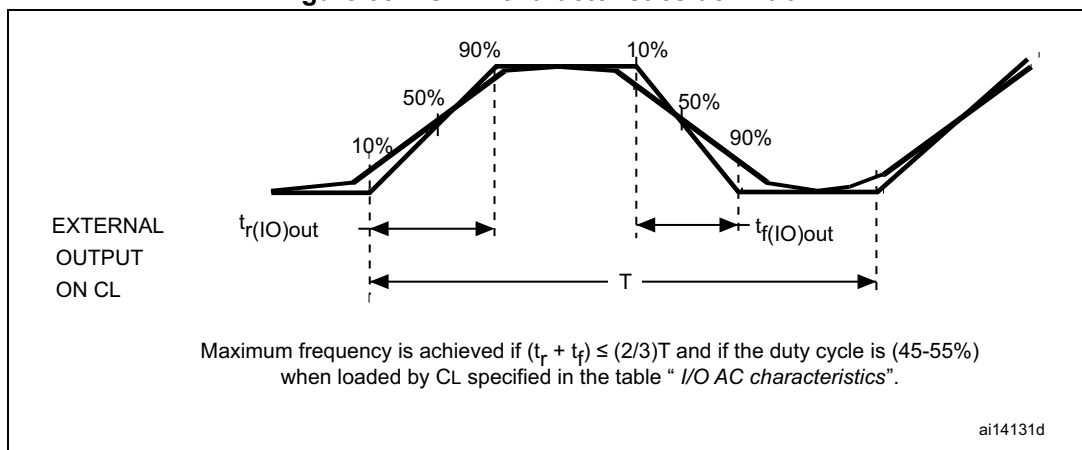 90% 10%
50% 50%
10% 90%
EXTERNAL
OUTPUT
ON CL
tr(IO)out
tf(IO)out
T
Maximum frequency is achieved if (tr + tf) ≤ (2/3)T and if the duty cycle is (45-55%)
when loaded by CL specified in the table “ I/O AC characteristics”.
ai14131d